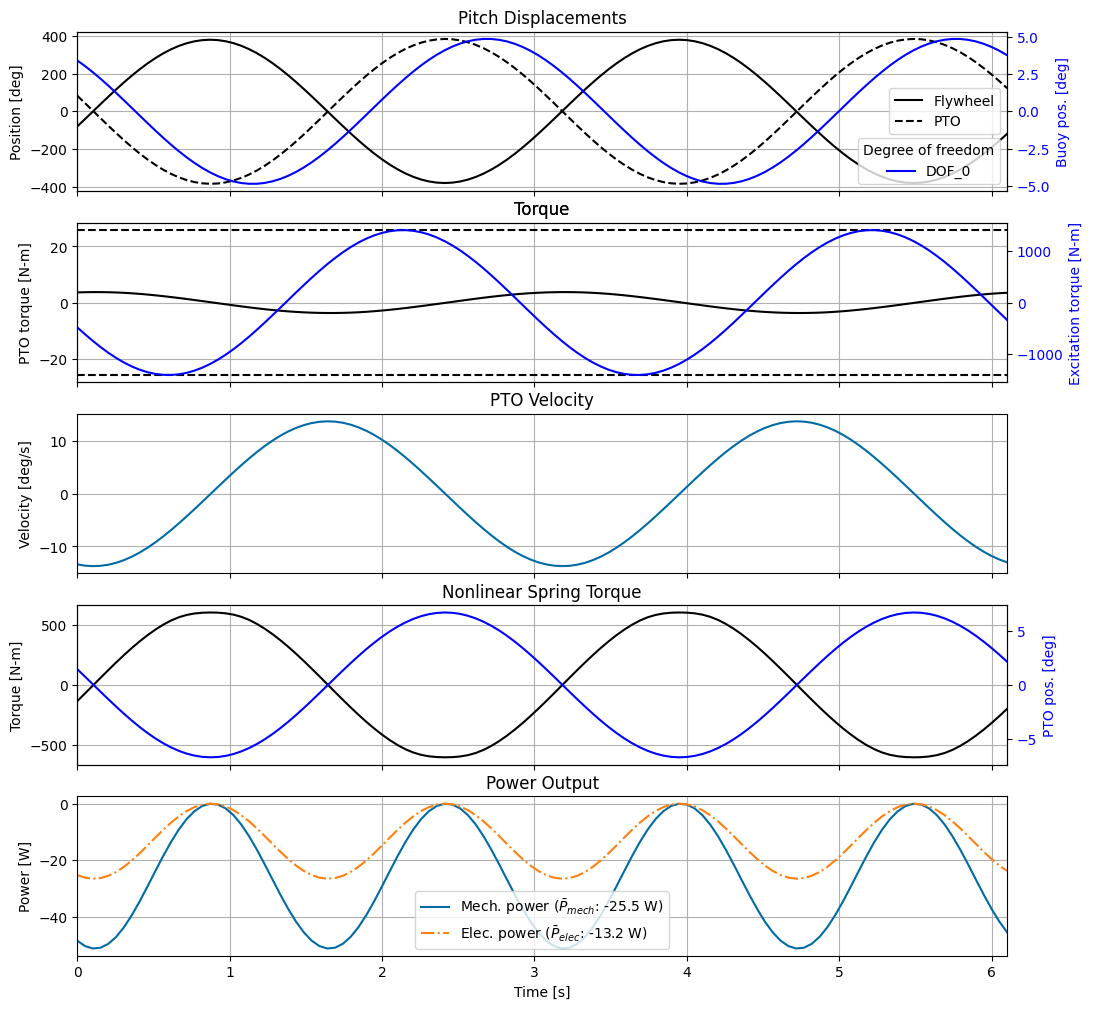 Pitch Displacements
Position [deg]
400
200
0
−200
−400
5.0
2.5
0.0
−2.5
−5.0
Buoy pos. [deg]
Flywheel
PTO
Degree of freedom
DOF_0
Torque
PTO torque [N-m]
20
0
−20
1000
0
−1000
Excitation torque [N-m]
PTO Velocity
Velocity [deg/s]
10
0
−10
Nonlinear Spring Torque
Torque [N-m]
500
0
−500
5
0
−5
PTO pos. [deg]
Power Output
Power [W]
0
−20
−40
Mech. power (P̄mech: -25.5 W)
Elec. power (P̄elec: -13.2 W)
0 1 2 3 4 5 6
Time [s]